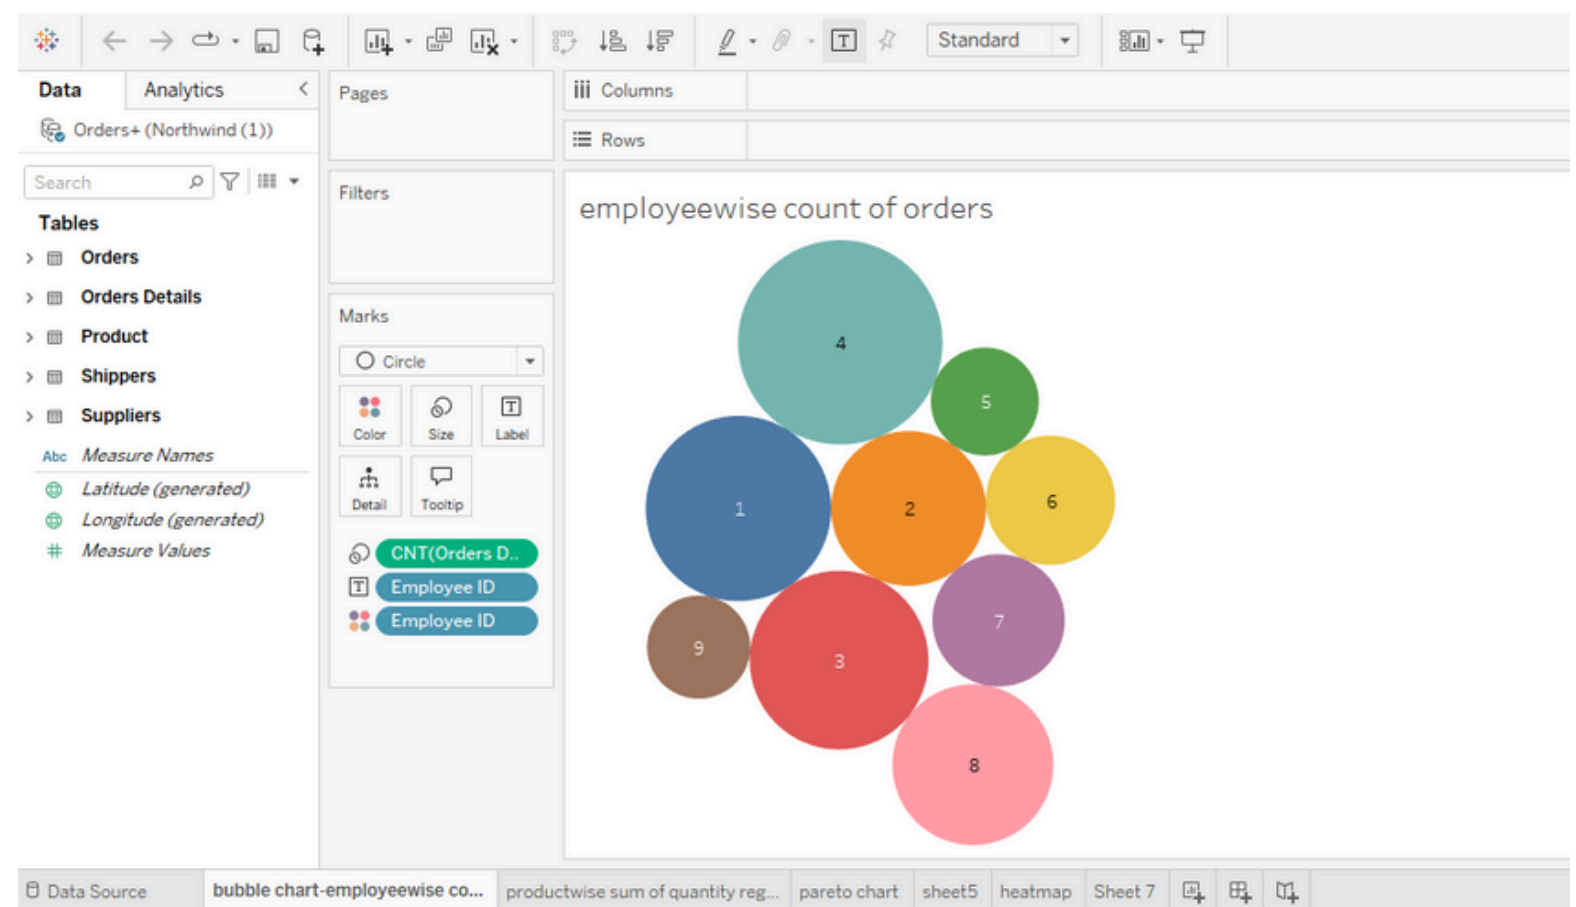 Standard
Data
Analytics
Orders+ (Northwind (1))
Search
Tables
Orders
Orders Details
Product
Shippers
Suppliers
Abc Measure Names
Latitude (generated)
Longitude (generated)
# Measure Values
Pages
Filters
Marks
Circle
Color
Size
T
Label
Detail
Tooltip
CNT(Orders D..
T Employee ID
Employee ID
Columns
Rows
employeewise count of orders
4
5
1
2
6
9
3
7
8
Data Source
bubble chart-employeewise co...
productwise sum of quantity reg...
pareto chart
sheet5
heatmap
Sheet 7